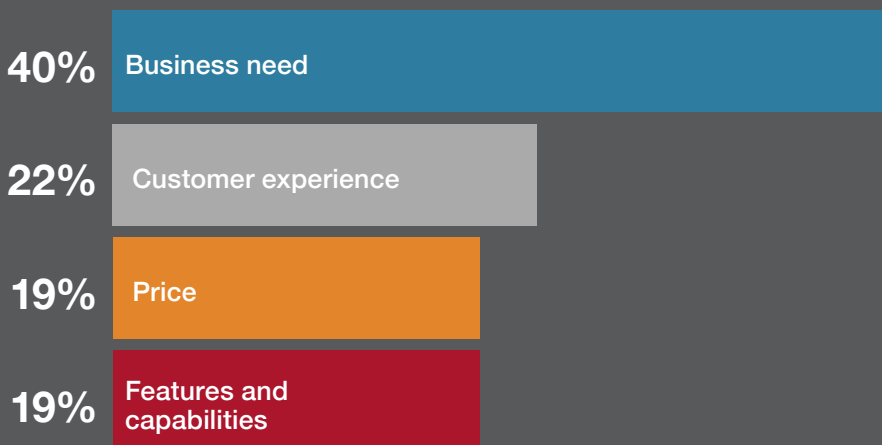 40% Business need
22% Customer experience
19% Price
19% Features and
capabilities